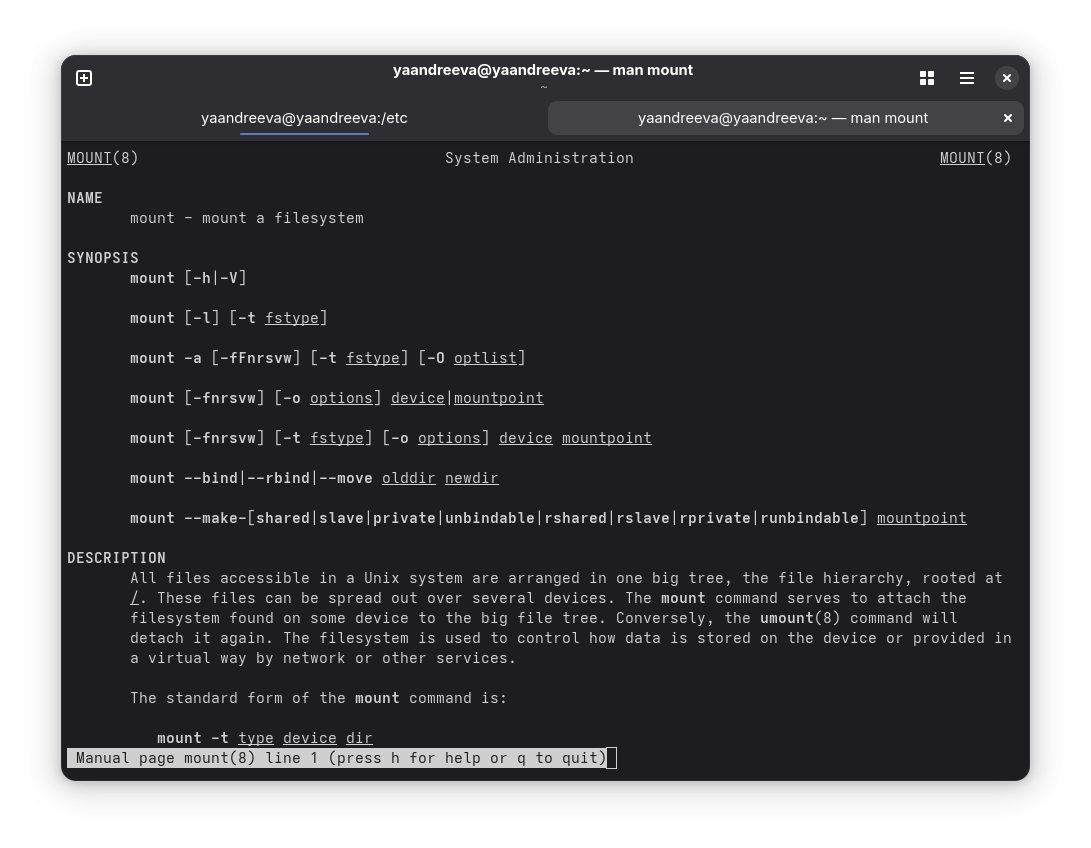 yaandreeva@yaandreeva:~ — man mount
~
yaandreeva@yaandreeva:/etc
yaandreeva@yaandreeva:~ — man mount
MOUNT(8) System Administration MOUNT(8)
NAME
mount - mount a filesystem
SYNOPSIS
mount [-h|-V]
mount [-l] [-t fstype]
mount -a [-fFnrsvw] [-t fstype] [-O optlist]
mount [-fnrsvw] [-o options] device|mountpoint
mount [-fnrsvw] [-t fstype] [-o options] device mountpoint
mount --bind|--rbind|--move olddir newdir
mount --make-[shared|slave|private|unbindable|rshared|rslave|rprivate|runbindable] mountpoint
DESCRIPTION
All files accessible in a Unix system are arranged in one big tree, the file hierarchy, rooted at
/. These files can be spread out over several devices. The mount command serves to attach the
filesystem found on some device to the big file tree. Conversely, the umount(8) command will
detach it again. The filesystem is used to control how data is stored on the device or provided in
a virtual way by network or other services.
The standard form of the mount command is:
mount -t type device dir
Manual page mount(8) line 1 (press h for help or q to quit)